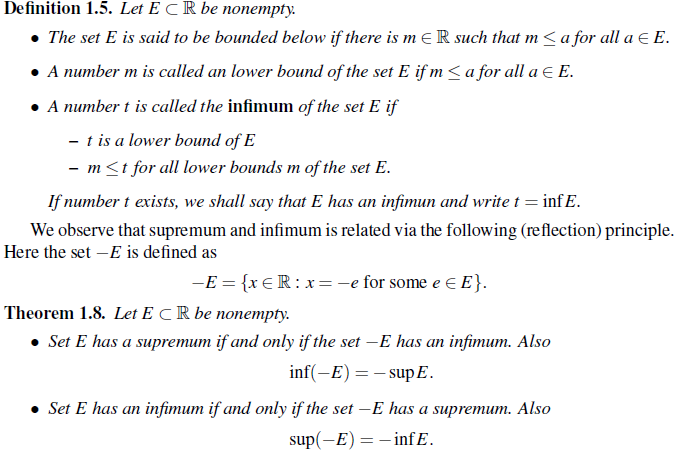 Definition 1.5. Let E ⊂ ℝ be nonempty.
• The set E is said to be bounded below if there is m ∈ ℝ such that m ≤ a for all a ∈ E.
• A number m is called an lower bound of the set E if m ≤ a for all a ∈ E.
• A number t is called the infimum of the set E if
– t is a lower bound of E
– m ≤ t for all lower bounds m of the set E.
If number t exists, we shall say that E has an infimun and write t = inf E.
We observe that supremum and infimum is related via the following (reflection) principle.
Here the set −E is defined as
−E = {x ∈ ℝ : x = −e for some e ∈ E}.
Theorem 1.8. Let E ⊂ ℝ be nonempty.
• Set E has a supremum if and only if the set −E has an infimum. Also
inf(−E) = − sup E.
• Set E has an infimum if and only if the set −E has a supremum. Also
sup(−E) = − inf E.